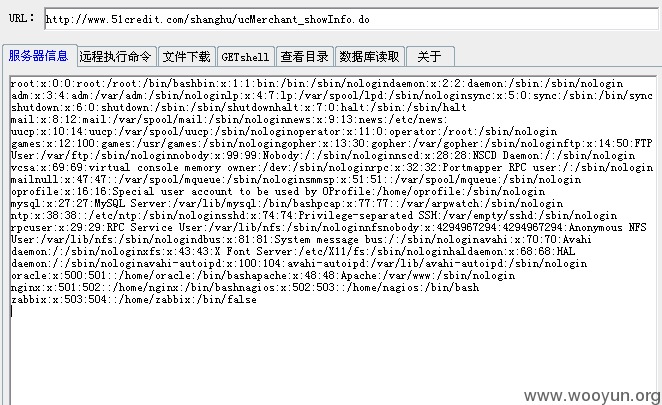 URL: http://www.51credit.com/shanghu/ucMerchant_showInfo.do
服务器信息 远程执行命令 文件下载 GETshell 查看目录 数据库读取 关于
root:x:0:0:root:/root:/bin/bashbin:x:1:1:bin:/bin:/sbin/nologindaemon:x:2:2:daemon:/sbin:/sbin/nologin
adm:x:3:4:adm:/var/adm:/sbin/nologinlp:x:4:7:lp:/var/spool/lpd:/sbin/nologinsync:x:5:0:sync:/sbin:/bin/sync
shutdown:x:6:0:shutdown:/sbin:/sbin/shutdownhalt:x:7:0:halt:/sbin:/sbin/halt
mail:x:8:12:mail:/var/spool/mail:/sbin/nologinnews:x:9:13:news:/etc/news:
uucp:x:10:14:uucp:/var/spool/uucp:/sbin/nologinoperator:x:11:0:operator:/root:/sbin/nologin
games:x:12:100:games:/usr/games:/sbin/nologingopher:x:13:30:gopher:/var/gopher:/sbin/nologinftp:x:14:50:FTP
User:/var/ftp:/sbin/nologinnobody:x:99:99:Nobody:/:/sbin/nologinnscd:x:28:28:NSCD Daemon:/:/sbin/nologin
vcsa:x:69:69:virtual console memory owner:/dev:/sbin/nologinrpc:x:32:32:Portmapper RPC user:/:/sbin/nologin
mailnull:x:47:47::/var/spool/mqueue:/sbin/nologinsmmsp:x:51:51::/var/spool/mqueue:/sbin/nologin
oprofile:x:16:16:Special user account to be used by OProfile:/home/oprofile:/sbin/nologin
mysql:x:27:27:MySQL Server:/var/lib/mysql:/bin/bashpcap:x:77:77::/var/arpwatch:/sbin/nologin
ntp:x:38:38::/etc/ntp:/sbin/nologinsshd:x:74:74:Privilege-separated SSH:/var/empty/sshd:/sbin/nologin
rpcuser:x:29:29:RPC Service User:/var/lib/nfs:/sbin/nologinnfsnobody:x:4294967294:4294967294:Anonymous NFS
User:/var/lib/nfs:/sbin/nologindbus:x:81:81:System message bus:/:/sbin/nologinavahi:x:70:70:Avahi
daemon:/:/sbin/nologinxfs:x:43:43:X Font Server:/etc/X11/fs:/sbin/nologinhaldaemon:x:68:68:HAL
daemon:/:/sbin/nologinavahi-autoipd:x:100:104:avahi-autoipd:/var/lib/avahi-autoipd:/sbin/nologin
oracle:x:500:501::/home/oracle:/bin/bashapache:x:48:48:Apache:/var/www:/sbin/nologin
nginx:x:501:502::/home/nginx:/bin/bashnagios:x:502:503::/home/nagios:/bin/bash
zabbix:x:503:504::/home/zabbix:/bin/false
www.wooyun.org